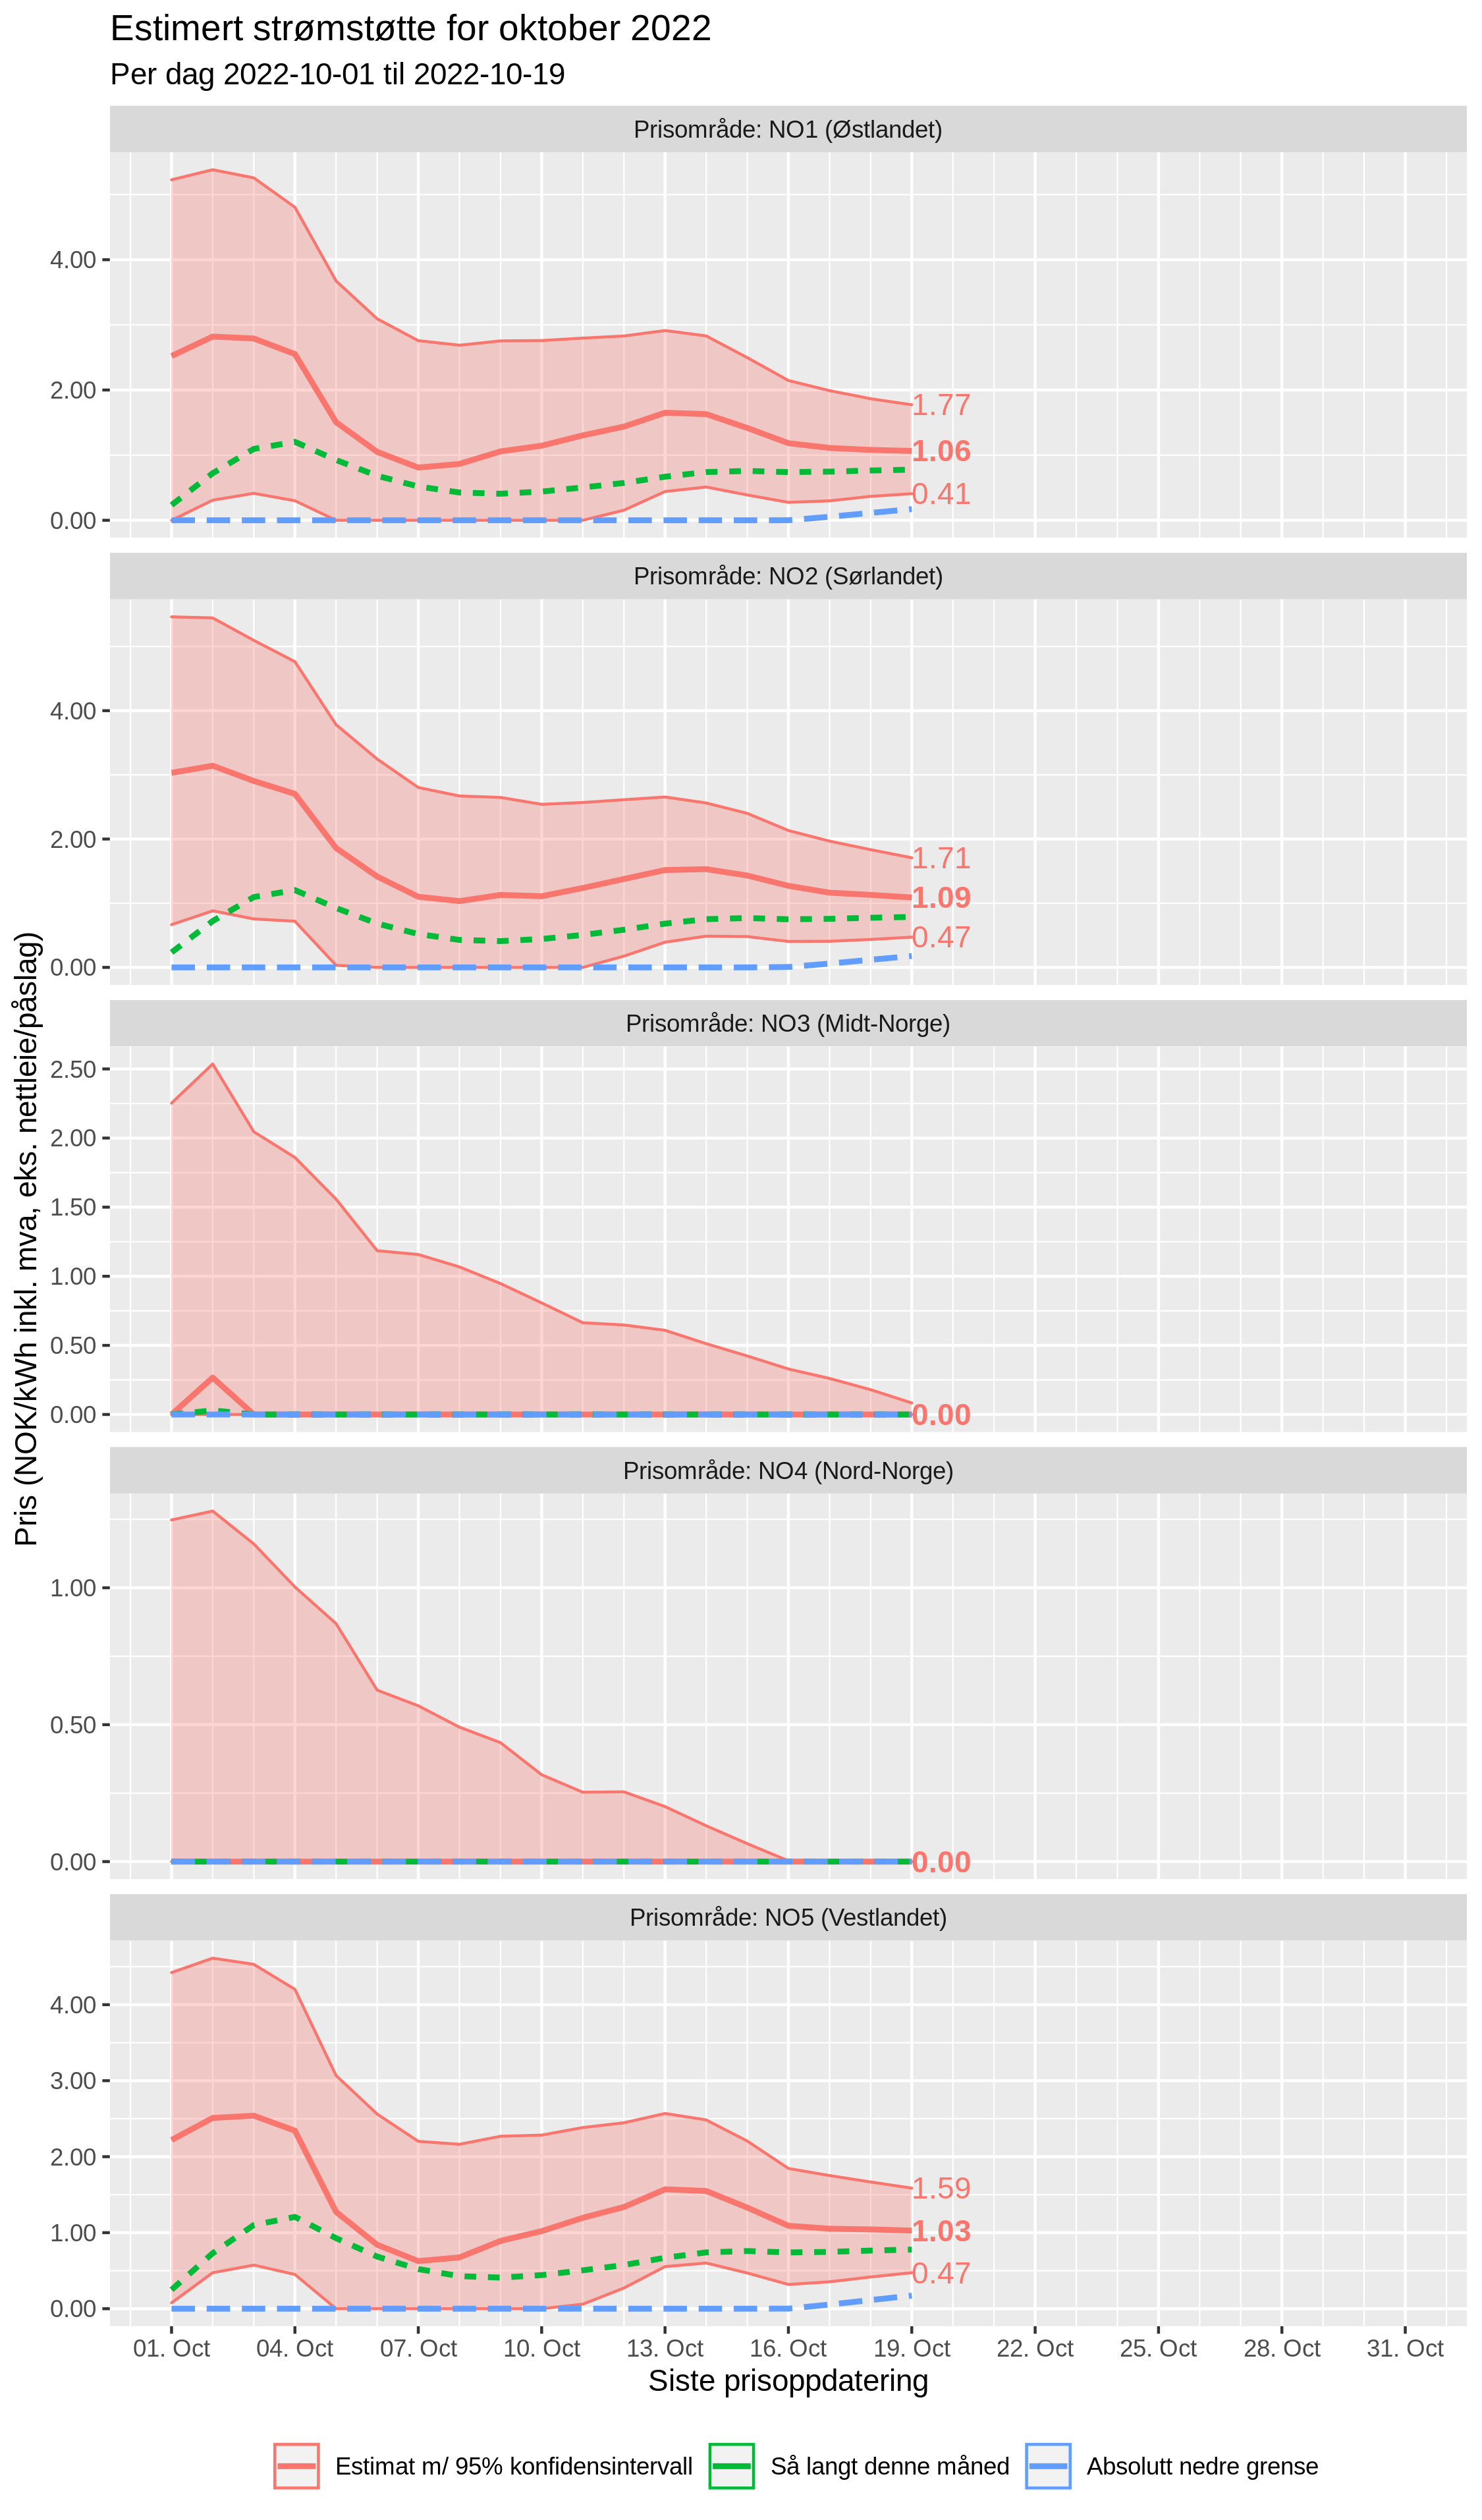 Estimert strømstøtte for oktober 2022
Per dag 2022-10-01 til 2022-10-19
Pris (NOK/kWh inkl. mva, eks. nettleie/påslag)
Prisområde: NO1 (Østlandet)
4.00
2.00
0.00
1.77
1.06
0.41
Prisområde: NO2 (Sørlandet)
4.00
2.00
0.00
1.71
1.09
0.47
Prisområde: NO3 (Midt-Norge)
2.50
2.00
1.50
1.00
0.50
0.00
0.00
Prisområde: NO4 (Nord-Norge)
1.00
0.50
0.00
0.00
Prisområde: NO5 (Vestlandet)
4.00
3.00
2.00
1.00
0.00
1.59
1.03
0.47
01. Oct 04. Oct 07. Oct 10. Oct 13. Oct 16. Oct 19. Oct 22. Oct 25. Oct 28. Oct 31. Oct
Siste prisoppdatering
Estimat m/ 95% konfidensintervall Så langt denne måned Absolutt nedre grense